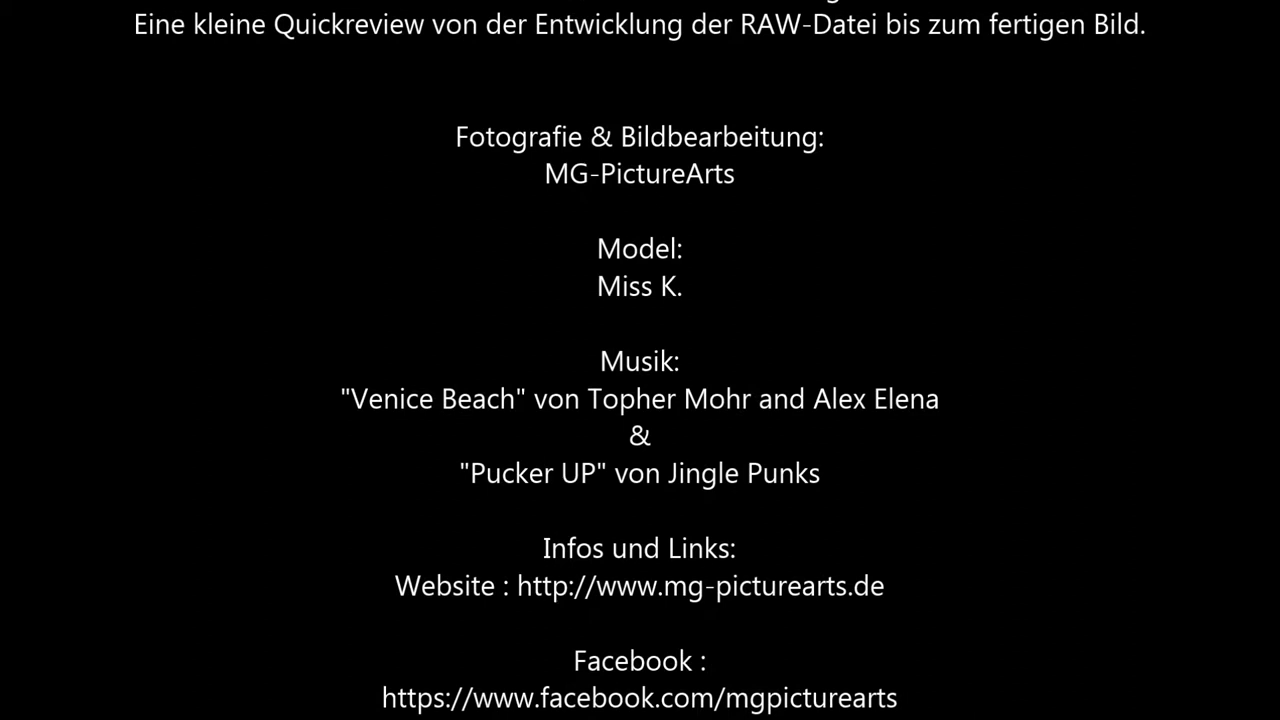 Eine kleine Quickreview von der Entwicklung der RAW-Datei bis zum fertigen Bild.
Fotografie & Bildbearbeitung:
MG-PictureArts
Model:
Miss K.
Musik:
"Venice Beach" von Topher Mohr and Alex Elena
&
"Pucker UP" von Jingle Punks
Infos und Links:
Website : http://www.mg-picturearts.de
Facebook :
https://www.facebook.com/mgpicturearts